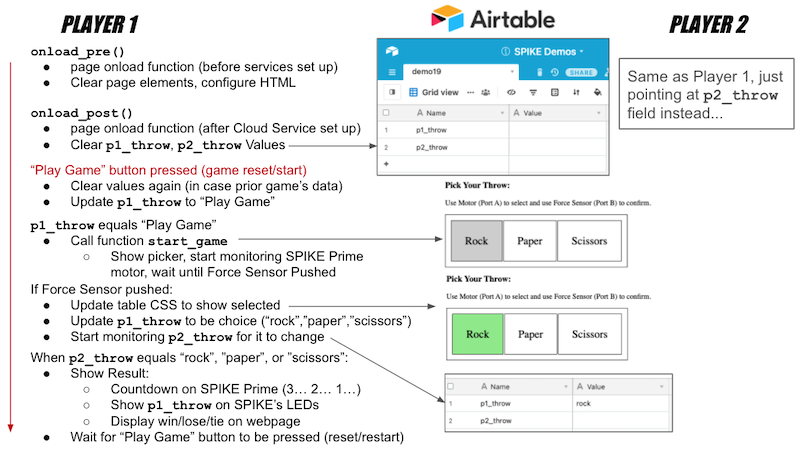 PLAYER 1
Airtable
PLAYER 2
onload_pre()
● page onload function (before services set up)
● Clear page elements, configure HTML
onload_post()
● page onload function (after Cloud Service set up)
● Clear p1_throw, p2_throw Values
“Play Game” button pressed (game reset/start)
● Clear values again (in case prior game’s data)
● Update p1_throw to “Play Game”
p1_throw equals “Play Game”
● Call function start_game
○ Show picker, start monitoring SPIKE Prime
motor, wait until Force Sensor Pushed
If Force Sensor pushed:
● Update table CSS to show selected
● Update p1_throw to be choice (“rock”,”paper”,”scissors”)
● Start monitoring p2_throw for it to change
When p2_throw equals “rock”, ”paper”, or ”scissors”:
● Show Result:
○ Countdown on SPIKE Prime (3… 2… 1…)
○ Show p1_throw on SPIKE’s LEDs
○ Display win/lose/tie on webpage
● Wait for “Play Game” button to be pressed (reset/restart)
SPIKE Demos
demo19
SHARE
Grid view
A Name A Value
1 p1_throw
2 p2_throw
+
Pick Your Throw:
Use Motor (Port A) to select and use Force Sensor (Port B) to confirm.
Rock Paper Scissors
Pick Your Throw:
Use Motor (Port A) to select and use Force Sensor (Port B) to confirm.
Rock Paper Scissors
A Name A Value
1 p1_throw rock
2 p2_throw
Same as Player 1, just
pointing at p2_throw
field instead...